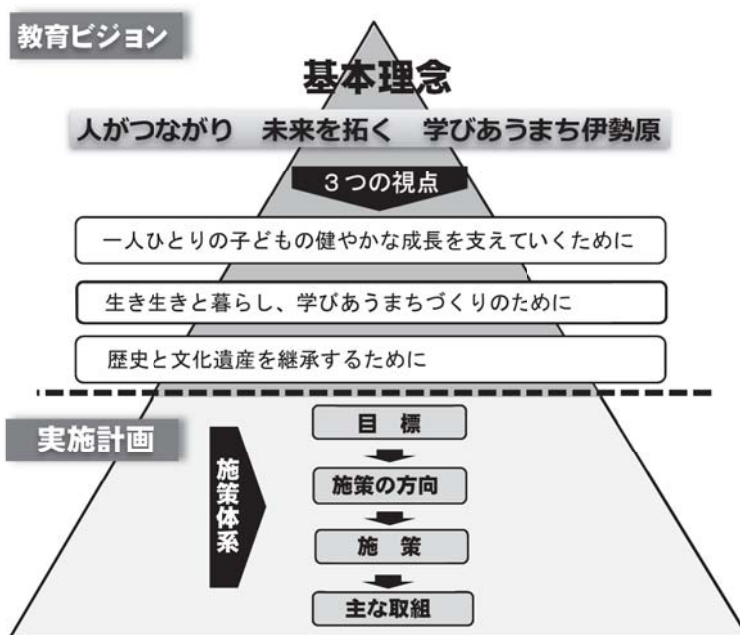 教育ビジョン
基本理念
人がつながり　未来を拓く　学びあうまち伊勢原
３つの視点
一人ひとりの子どもの健やかな成長を支えていくために
生き生きと暮らし、学びあうまちづくりのために
歴史と文化遺産を継承するために
実施計画
施策体系
目　標
施策の方向
施　策
主な取組